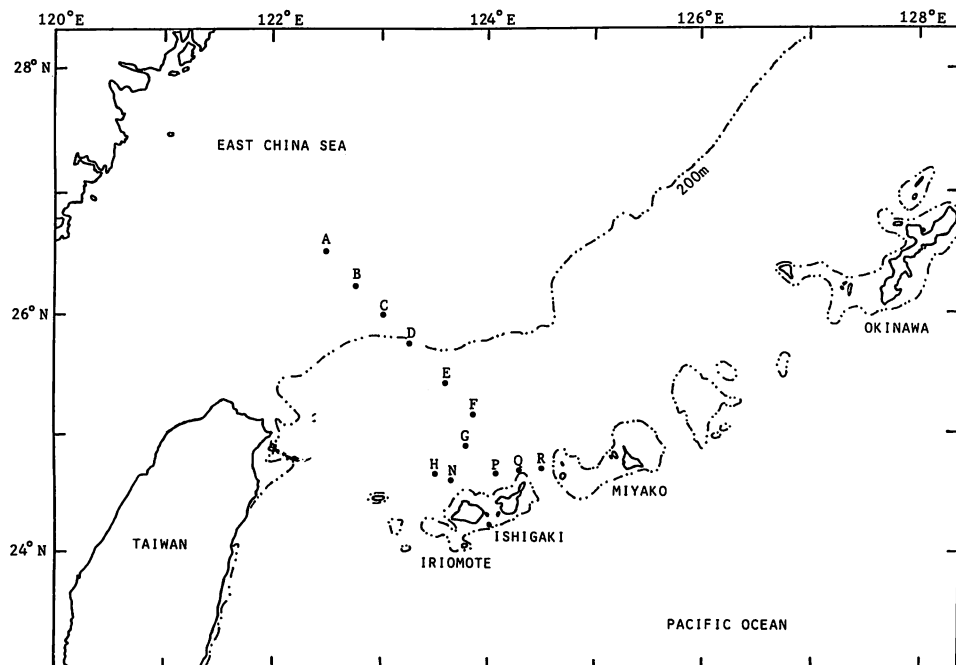 120°E 122°E 124°E 126°E 128°E
28°N
EAST CHINA SEA
200m
A
B
C
26°N
OKINAWA
D
E
F
G
H N P Q R
MIYAKO
ISHIGAKI
TAIWAN
24°N
IRIOMOTE
PACIFIC OCEAN